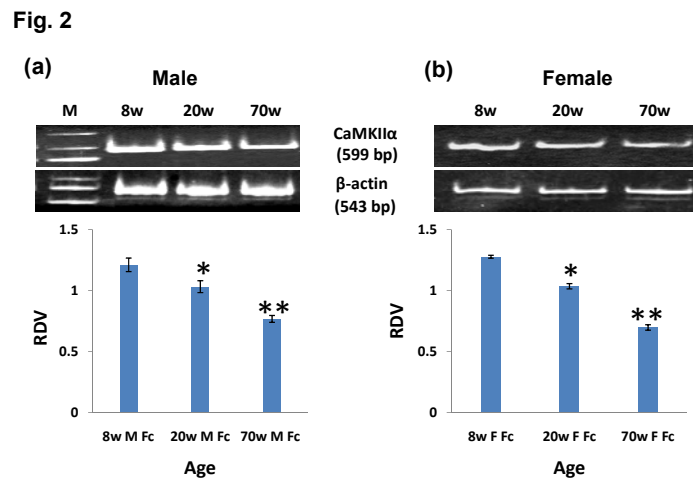 Fig. 2
(a)
Male
M 8w 20w 70w
CaMKIIα
(599 bp)
β-actin
(543 bp)
1.5
1
0.5
0
RDV
*
**
8w M Fc 20w M Fc 70w M Fc
Age
(b)
Female
8w 20w 70w
1.5
1
0.5
0
RDV
*
**
8w F Fc 20w F Fc 70w F Fc
Age